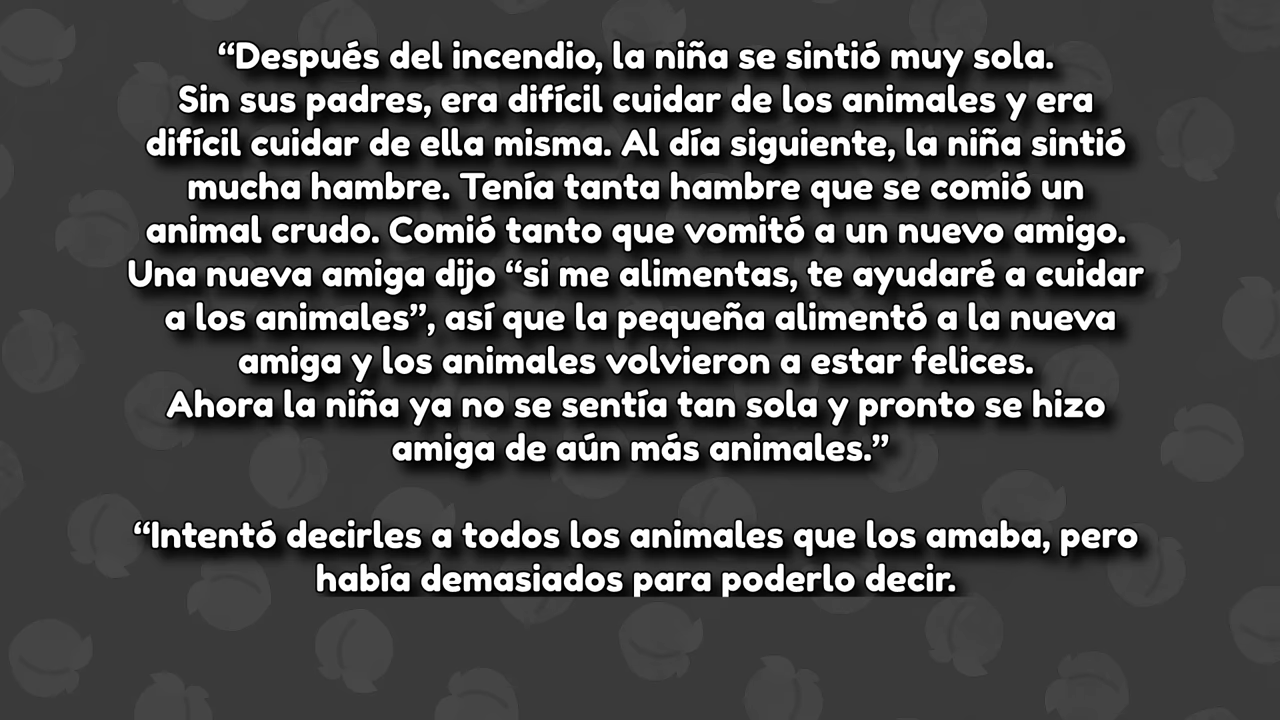 “Después del incendio, la niña se sintió muy sola.
Sin sus padres, era difícil cuidar de los animales y era
difícil cuidar de ella misma. Al día siguiente, la niña sintió
mucha hambre. Tenía tanta hambre que se comió un
animal crudo. Comió tanto que vomitó a un nuevo amigo.
Una nueva amiga dijo “si me alimentas, te ayudaré a cuidar
a los animales”, así que la pequeña alimentó a la nueva
amiga y los animales volvieron a estar felices.
Ahora la niña ya no se sentía tan sola y pronto se hizo
amiga de aún más animales.”
“Intentó decirles a todos los animales que los amaba, pero
había demasiados para poderlo decir.